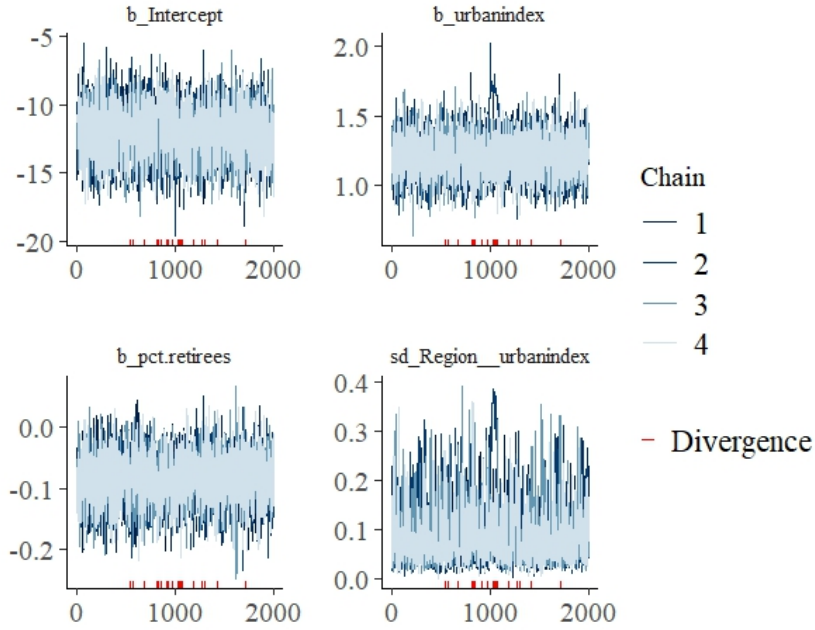 b_Intercept
-5
-10
-15
-20
0 1000 2000
b_urbanindex
2.0
1.5
1.0
0 1000 2000
b_pct.retirees
0.0
-0.1
-0.2
0 1000 2000
sd_Region__urbanindex
0.4
0.3
0.2
0.1
0.0
0 1000 2000
Chain
1
2
3
4
Divergence